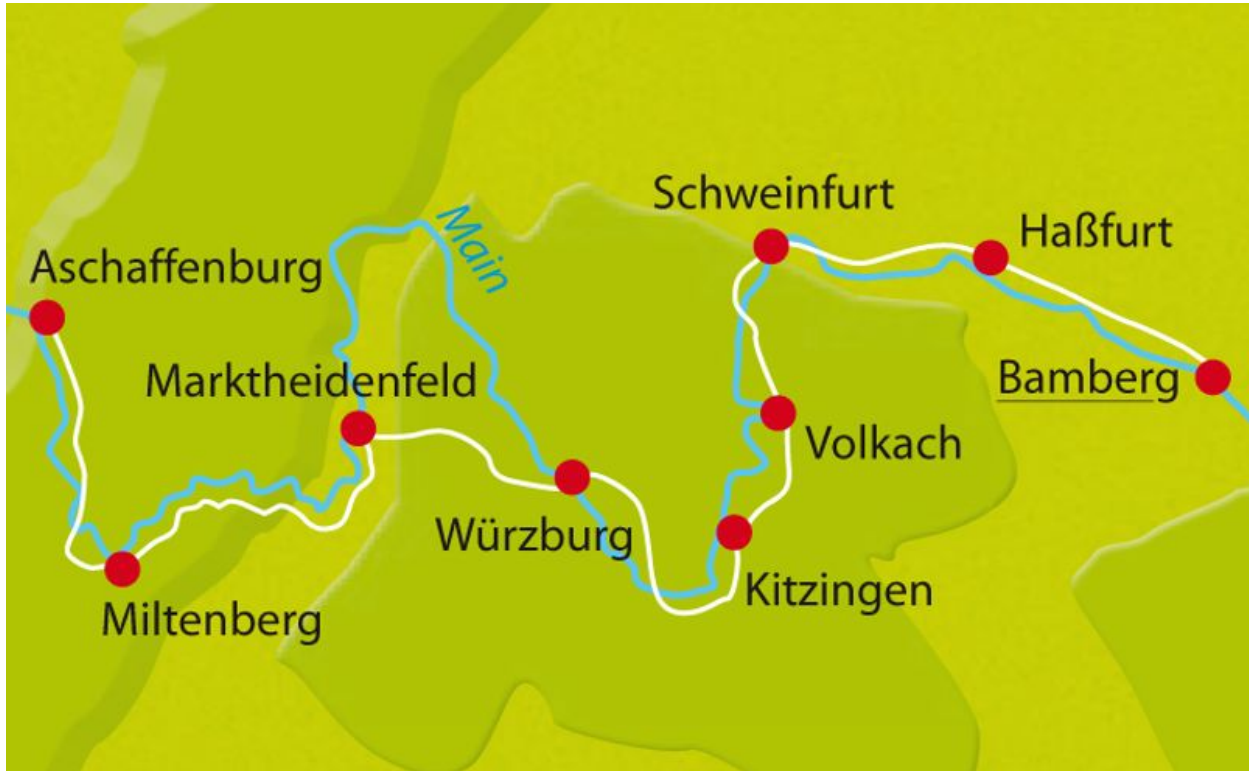 Schweinfurt
Haßfurt
Main
Aschaffenburg
Marktheidenfeld
Bamberg
Volkach
Würzburg
Kitzingen
Miltenberg